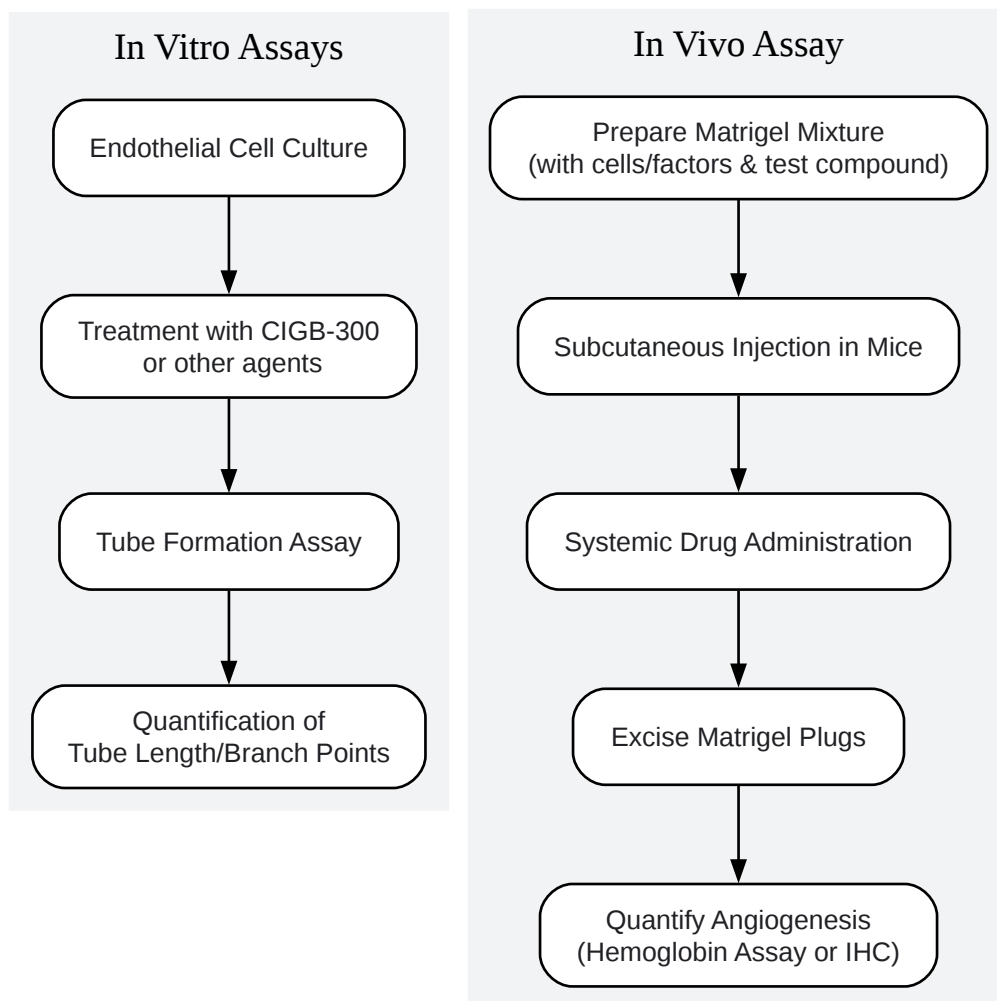 In Vitro Assays
Endothelial Cell Culture
Treatment with CIGB-300
or other agents
Tube Formation Assay
Quantification of
Tube Length/Branch Points
In Vivo Assay
Prepare Matrigel Mixture
(with cells/factors & test compound)
Subcutaneous Injection in Mice
Systemic Drug Administration
Excise Matrigel Plugs
Quantify Angiogenesis
(Hemoglobin Assay or IHC)